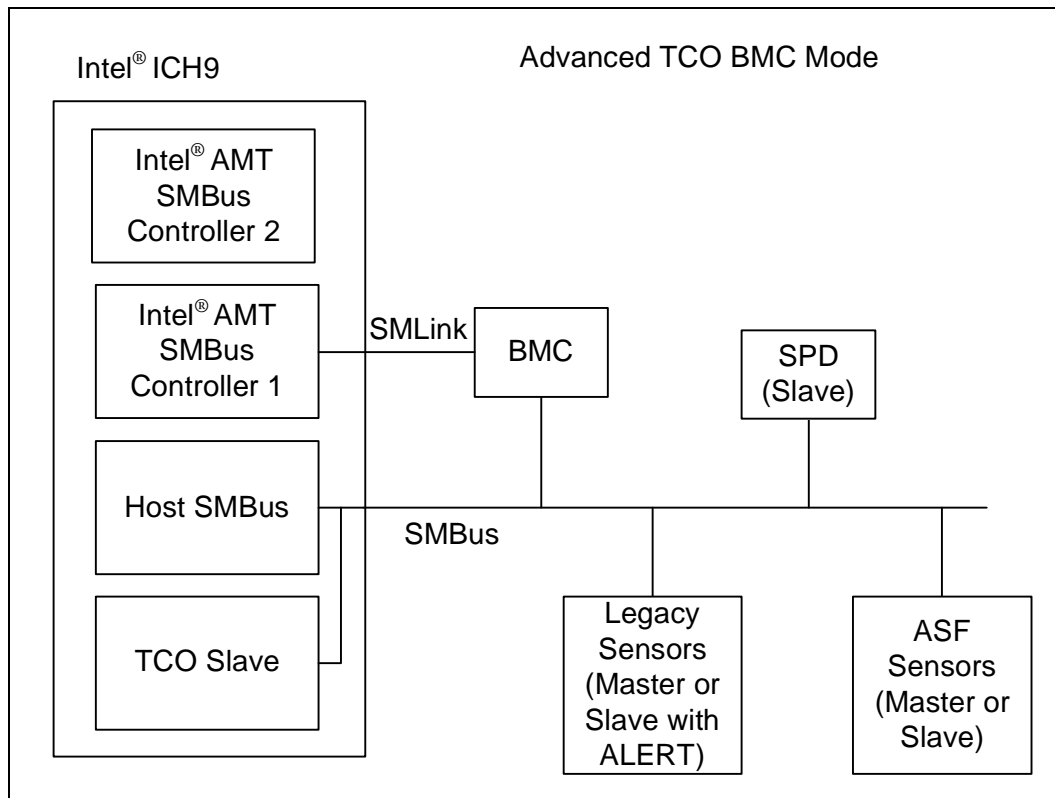 Advanced TCO BMC Mode
Intel® ICH9
Intel® AMT
SMBus
Controller 2
Intel® AMT
SMBus
Controller 1
SMLink
BMC
SPD
(Slave)
Host SMBus
SMBus
TCO Slave
Legacy
Sensors
(Master or
Slave with
ALERT)
ASF
Sensors
(Master or
Slave)